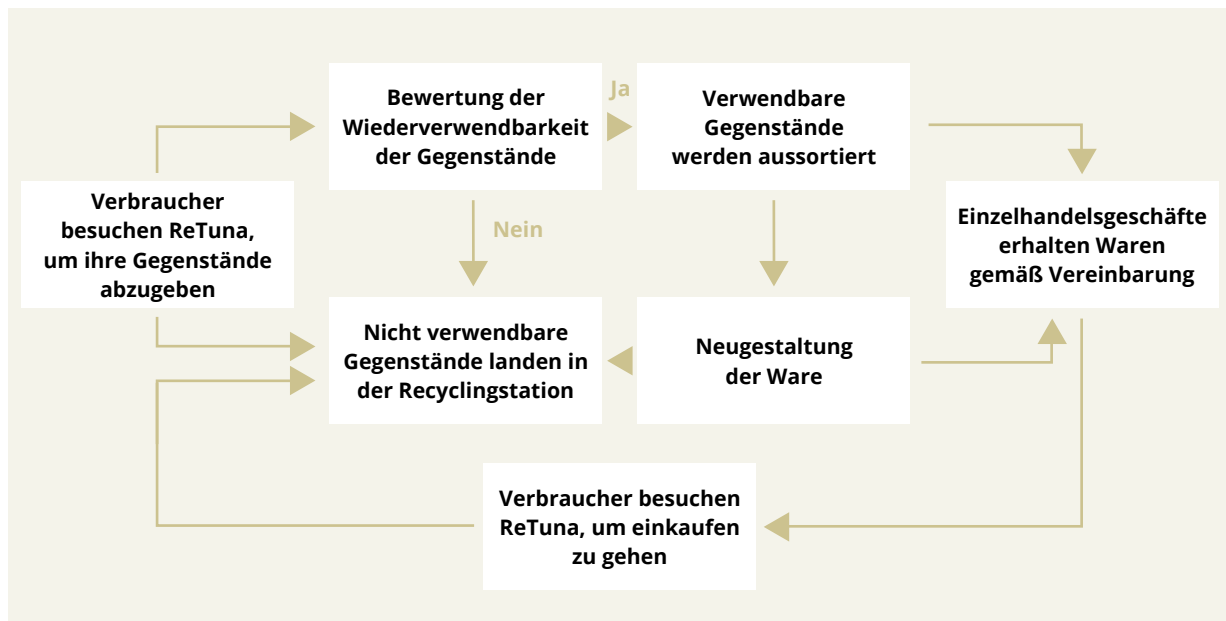 Verbraucher
besuchen ReTuna,
um ihre Gegenstände
abzugeben
Bewertung der
Wiederverwendbarkeit
der Gegenstände
Ja
Verwendbare
Gegenstände
werden aussortiert
Einzelhandelsgeschäfte
erhalten Waren
gemäß Vereinbarung
Nein
Nicht verwendbare
Gegenstände landen in
der Recyclingstation
Neugestaltung
der Ware
Verbraucher besuchen
ReTuna, um einkaufen
zu gehen